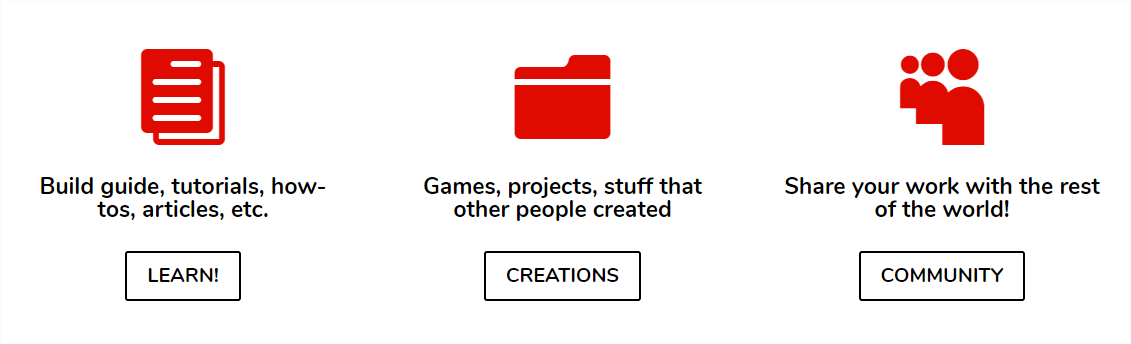 Build guide, tutorials, how-
tos, articles, etc.
LEARN!
Games, projects, stuff that
other people created
CREATIONS
Share your work with the rest
of the world!
COMMUNITY